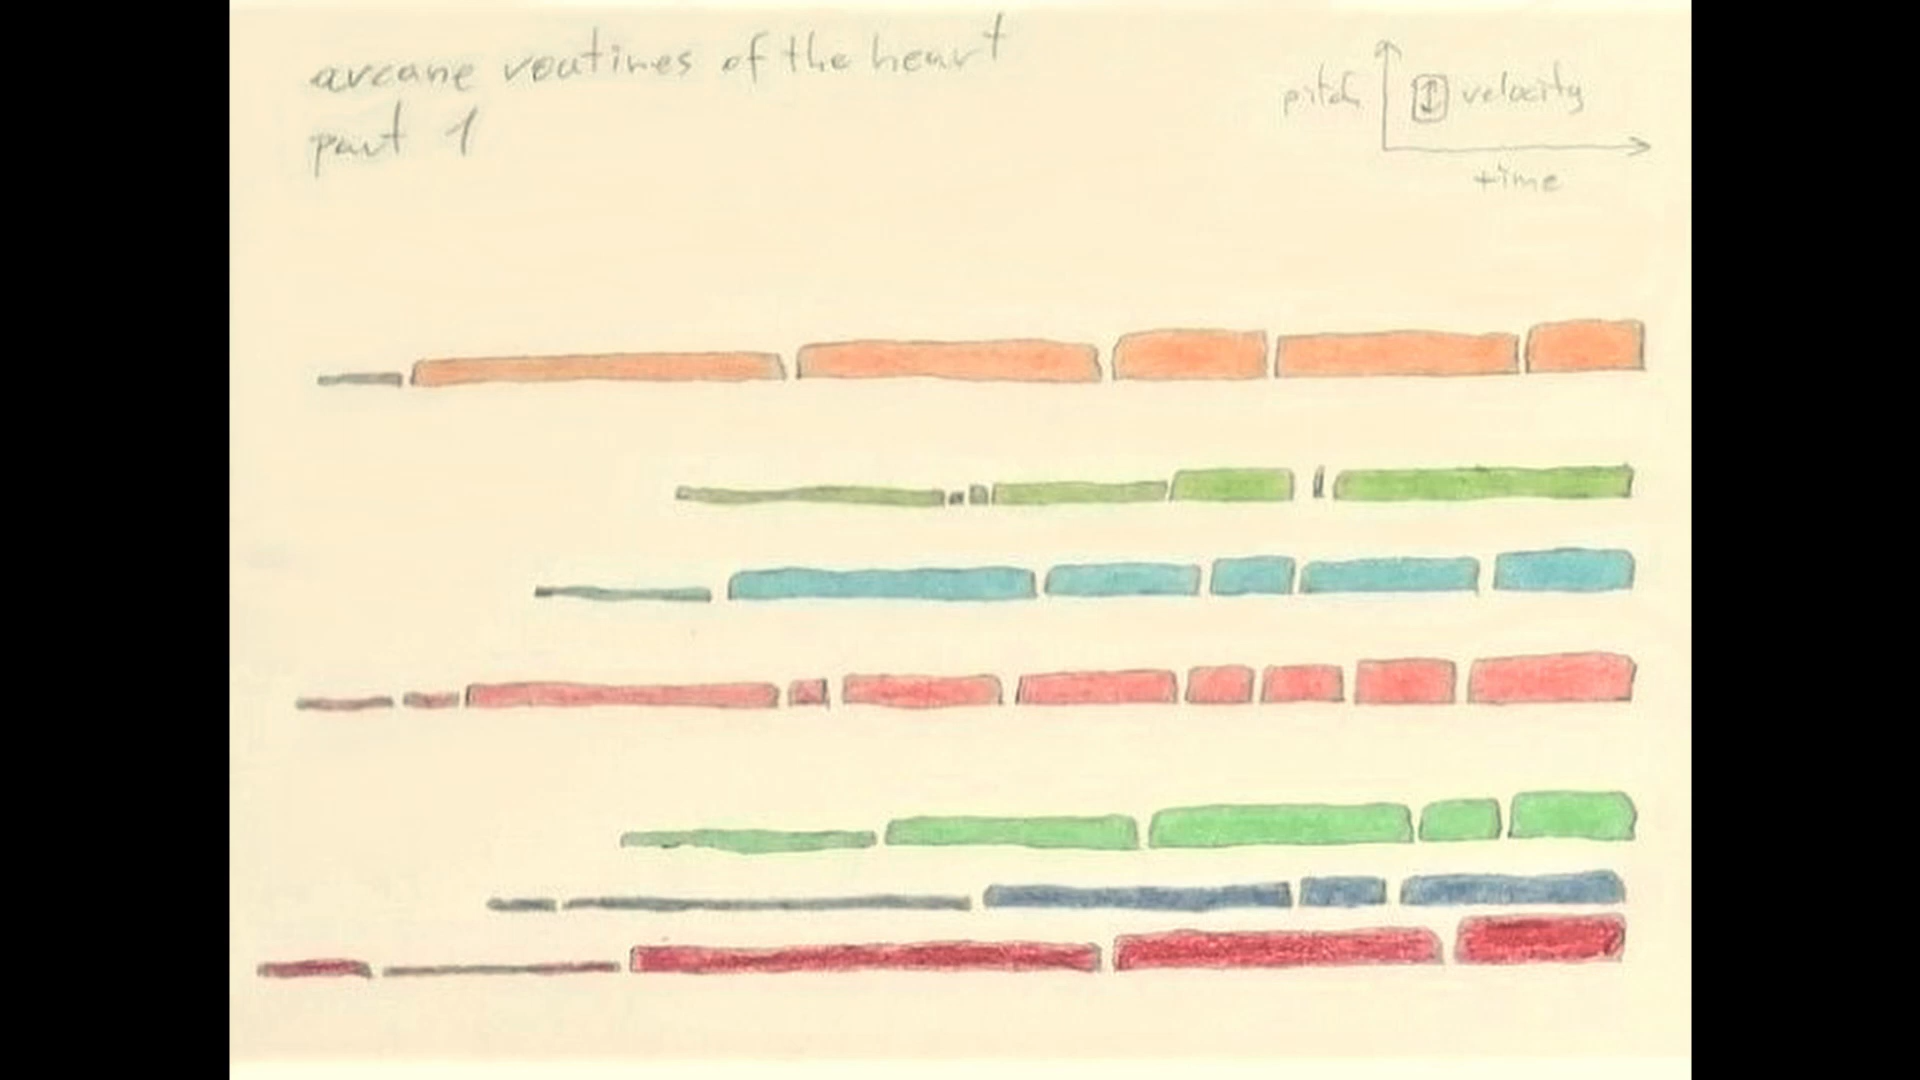 arcane routines of the heart
part 1
pitch
velocity
time